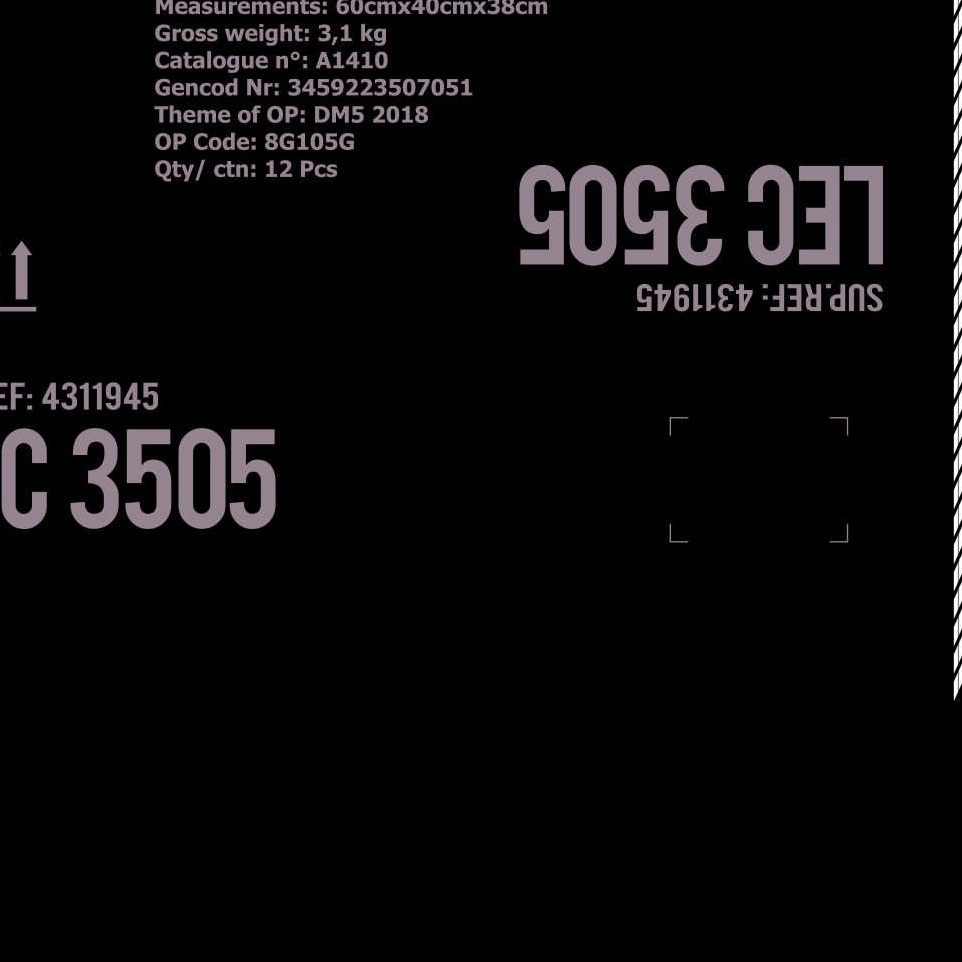 Measurements: 60cmx40cmx38cm
Gross weight: 3,1 kg
Catalogue n°: A1410
Gencod Nr: 3459223507051
Theme of OP: DM5 2018
OP Code: 8G105G
Qty/ ctn: 12 Pcs
LEC 3505
SUP.REF: 4311945
EF: 4311945
C 3505